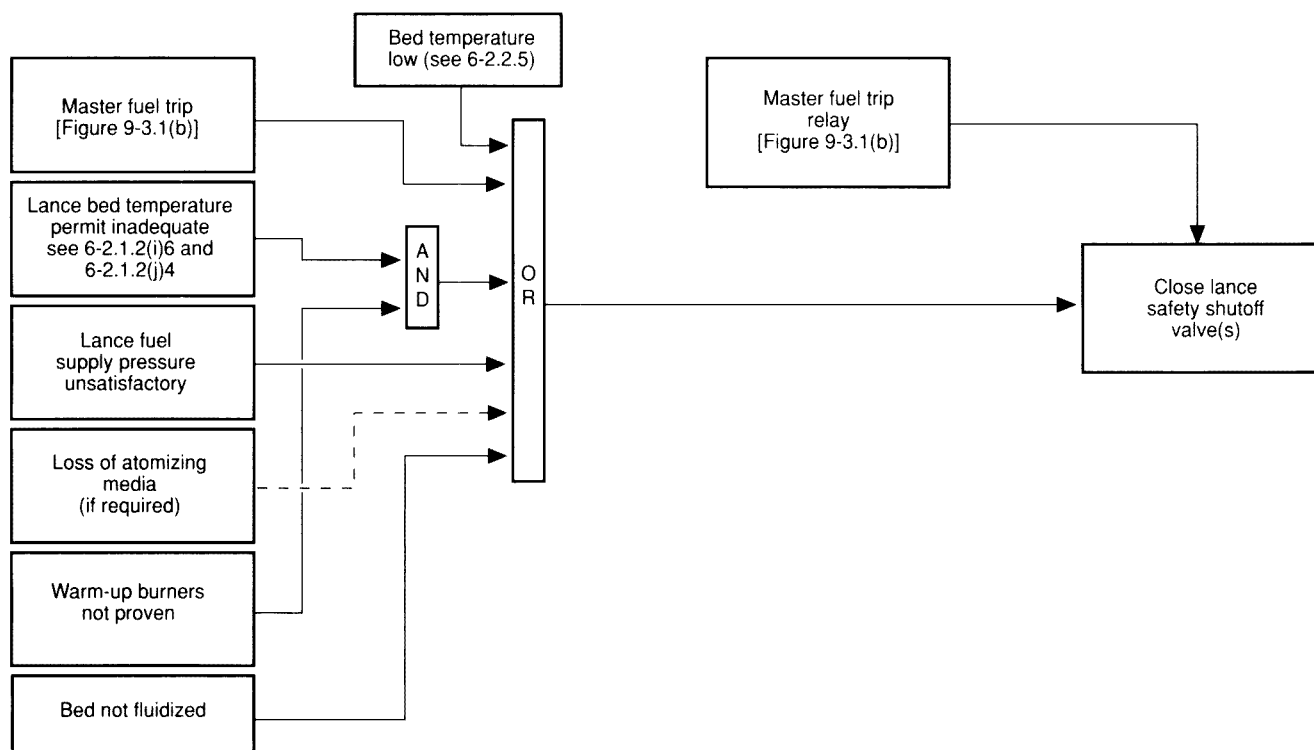 Bed temperature
low (see 6-2.2.5)
Master fuel trip
[Figure 9-3.1(b)]
Master fuel trip
relay
[Figure 9-3.1(b)]
Lance bed temperature
permit inadequate
see 6-2.1.2(i)6 and
6-2.1.2(j)4
A
N
D
O
R
Close lance
safety shutoff
valve(s)
Lance fuel
supply pressure
unsatisfactory
Loss of atomizing
media
(if required)
Warm-up burners
not proven
Bed not fluidized